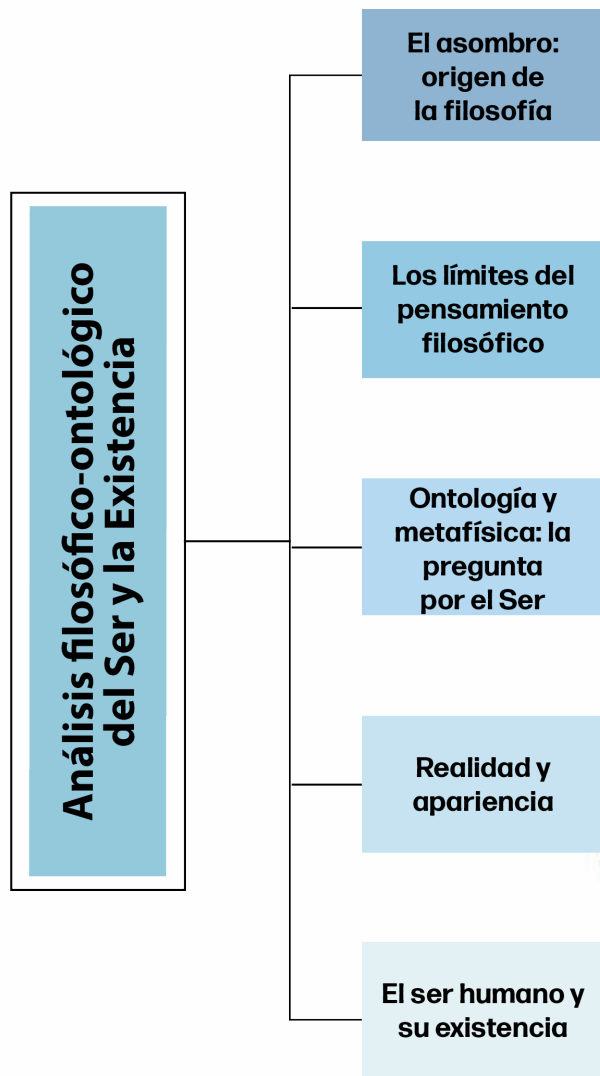 Análisis filosófico-ontológico
del Ser y la Existencia
El asombro:
origen de
la filosofía
Los límites del
pensamiento
filosófico
Ontología y
metafísica: la
pregunta
por el Ser
Realidad y
apariencia
El ser humano y
su existencia